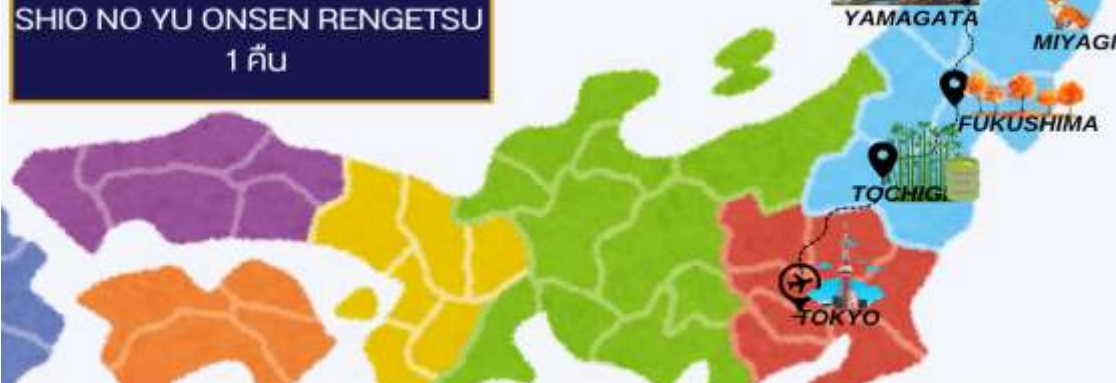 SHIO NO YU ONSEN RENGETSU
1 คืน
YAMAGATA
MIYAGI
FUKUSHIMA
TOCHIGI
TOKYO